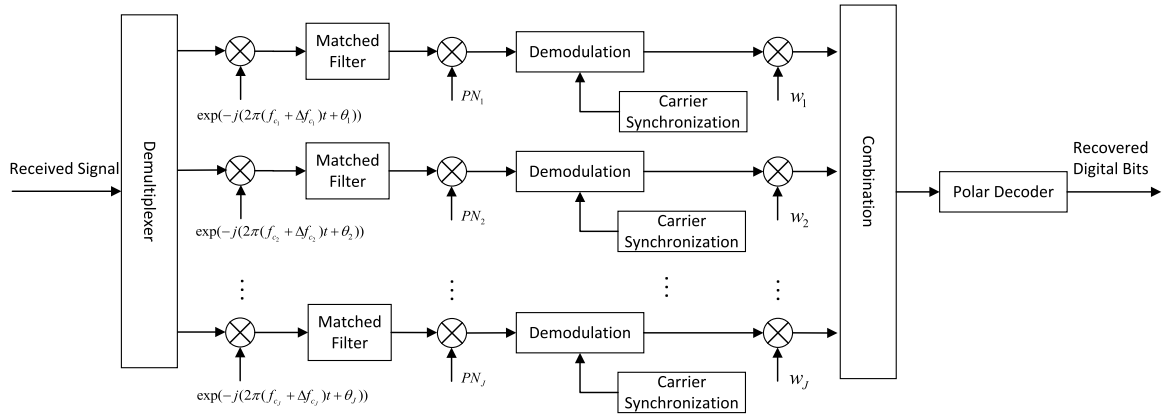 Received Signal
Demultiplexer
exp(−j(2π(f_{c_1} + Δf_{c_1})t + θ_1))
Matched
Filter
PN_1
Demodulation
Carrier
Synchronization
w_1
exp(−j(2π(f_{c_2} + Δf_{c_2})t + θ_2))
Matched
Filter
PN_2
Demodulation
Carrier
Synchronization
w_2
⋮ ⋮ ⋮ ⋮
exp(−j(2π(f_{c_J} + Δf_{c_J})t + θ_J))
Matched
Filter
PN_J
Demodulation
Carrier
Synchronization
w_J
Combination
Polar Decoder
Recovered
Digital Bits